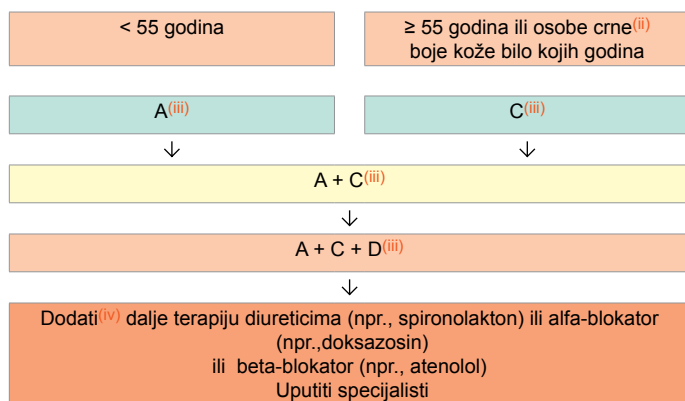 < 55 godina
≥ 55 godina ili osobe crne(ii)
boje kože bilo kojih godina
A(iii)
C(iii)
A + C(iii)
A + C + D(iii)
Dodati(iv) dalje terapiju diureticima (npr., spironolakton) ili alfa-blokator
(npr.,doksazosin)
ili beta-blokator (npr., atenolol)
Uputiti specijalisti